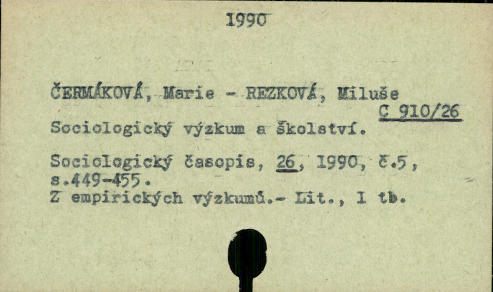 1990
ČERMÁKOVÁ, Marie - REZKOVÁ, Miluše
C 910/26
Sociologický výzkum a školství.
Sociologický časopis, 26, 1990, č.5,
s.449-455.
Z empirických výzkumů.- Lit., 1 tb.